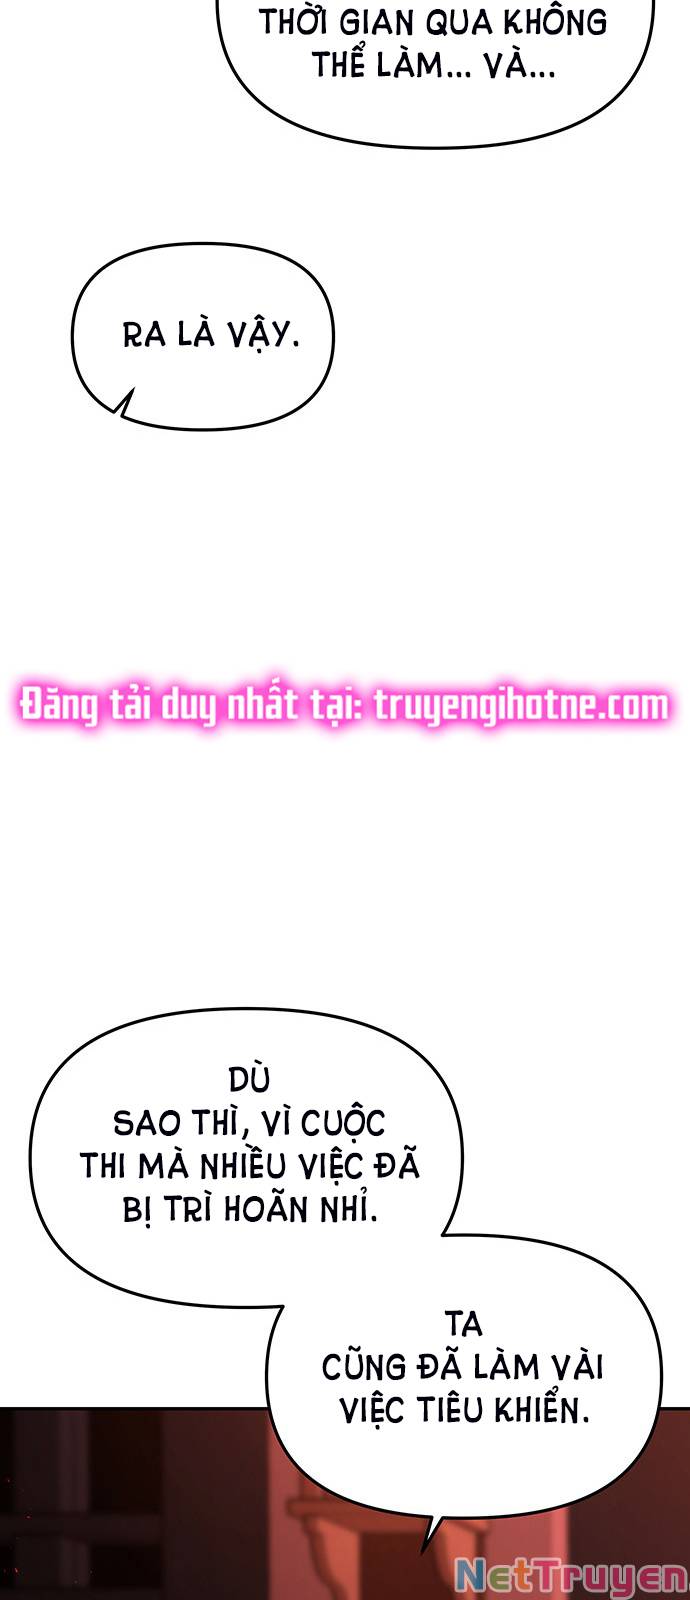 THỜI GIAN QUA KHÔNG
THỂ LÀM... VÀ...
RA LÀ VẬY.
Đăng tải duy nhất tại: truyengihotne.com
DÙ
SAO THÌ, VÌ CUỘC
THI MÀ NHIỀU VIỆC ĐÃ
BỊ TRÌ HOÃN NHỈ.
TA
CŨNG ĐÃ LÀM VÀI
VIỆC TIÊU KHIỂN.
NetTruyen